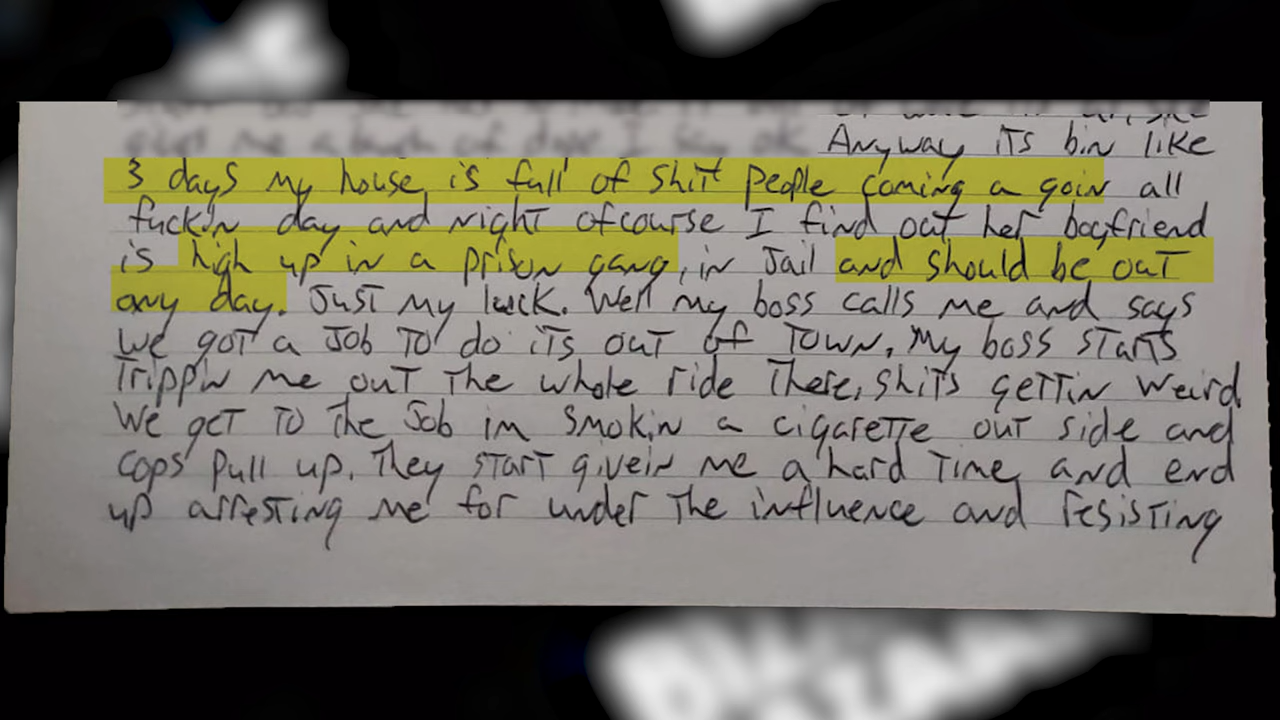 Anyway its bin like
3 days my house is full of shit people coming a goin all
fuckin day and night ofcourse I find out her boyfriend
is high up in a prison gang, in Jail and should be out
any day. Just my luck. Well my boss calls me and says
we got a Job to do its out of town. My boss starts
Trippin me out the whole ride there, shits gettin weird.
We get to the Job im smokin a cigarette out side and
cops pull up. They start givein me a hard time and end
up arresting me for under the influence and resisting